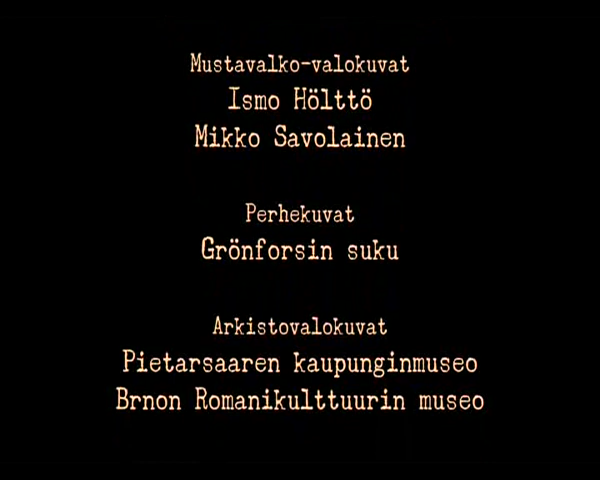 Mustavalko-valokuvat
Ismo Hölttö
Mikko Savolainen
Perhekuvat
Grönforsin suku
Arkistovalokuvat
Pietarsaaren kaupunginmuseo
Brnon Romanikulttuurin museo